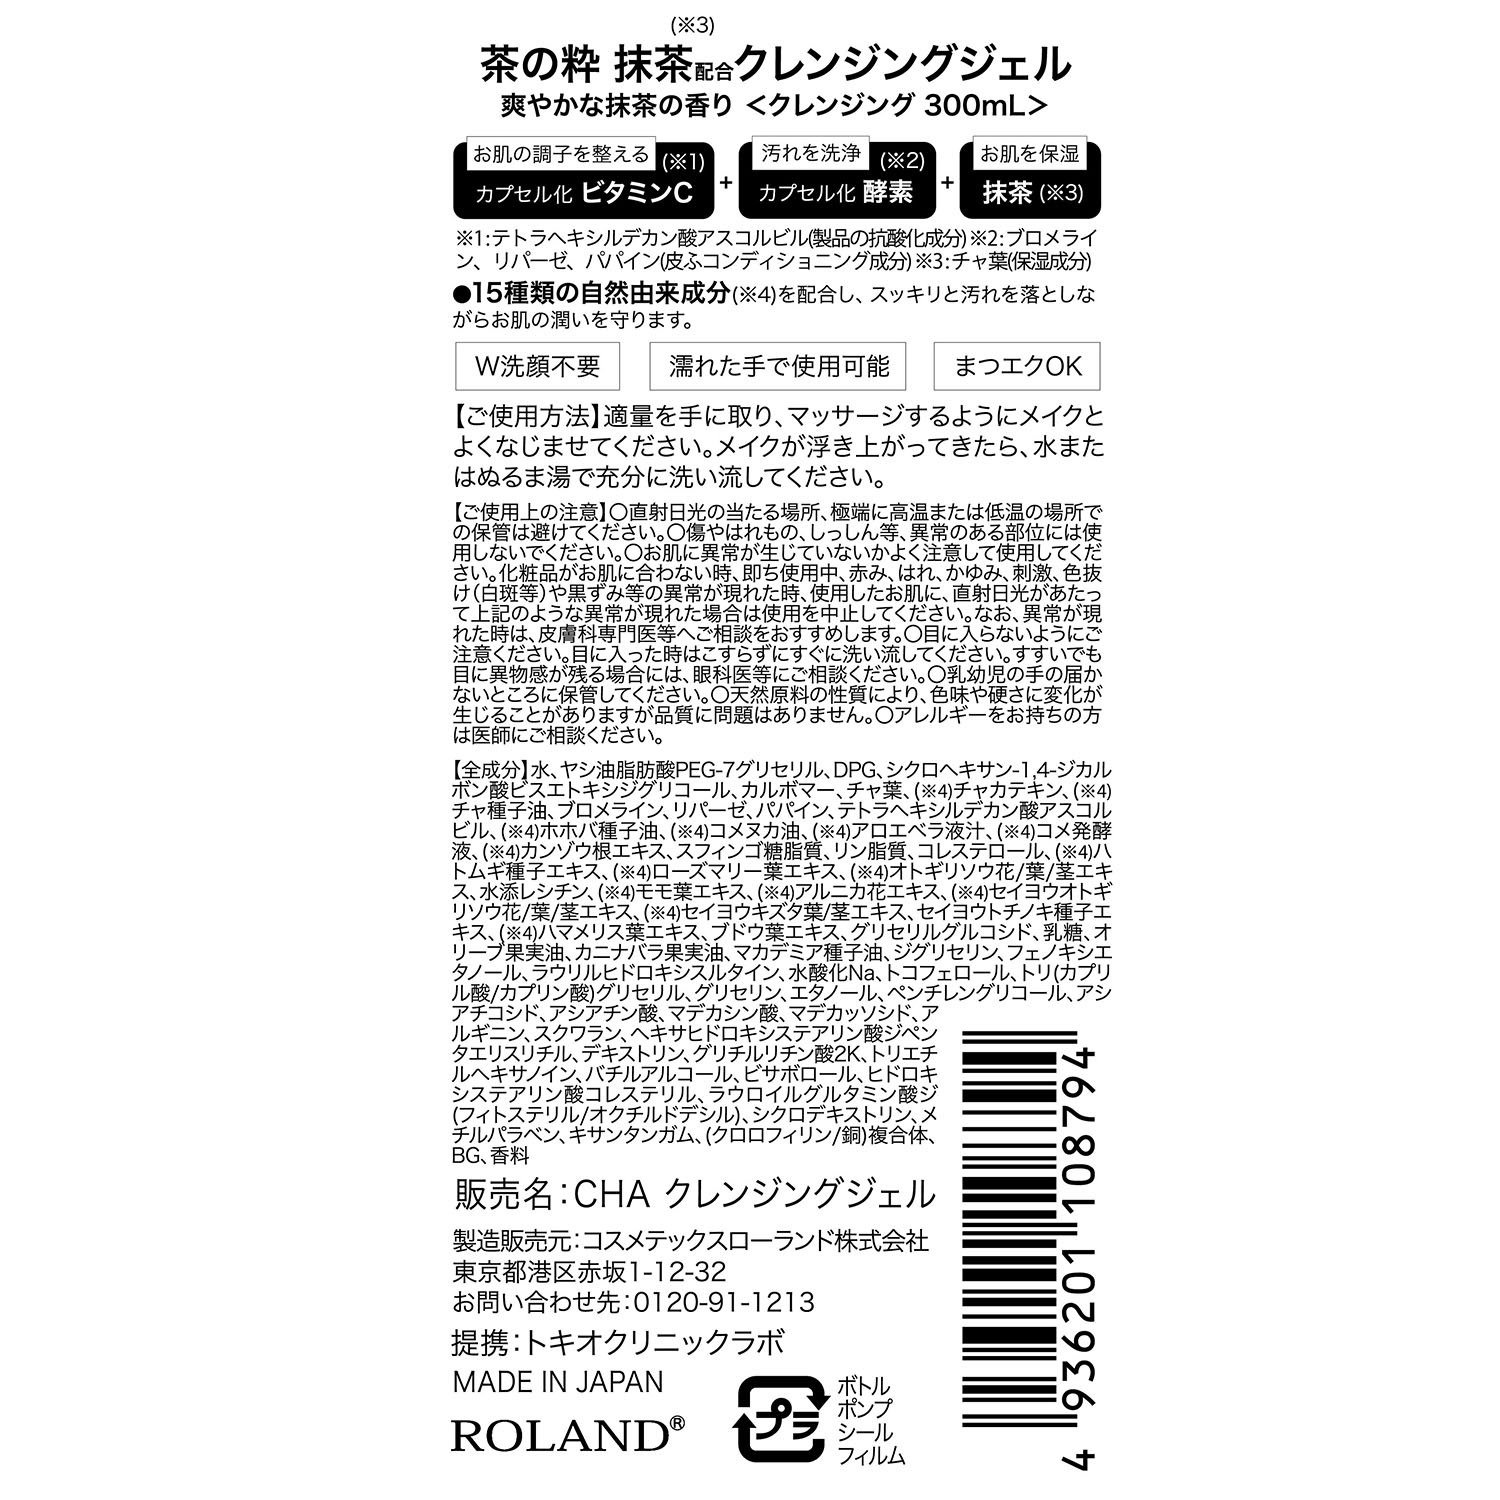 (※3)
茶の粋 抹茶配合クレンジングジェル
爽やかな抹茶の香り ＜クレンジング 300mL＞
お肌の調子を整える (※1)
カプセル化 ビタミンC
+
汚れを洗浄 (※2)
カプセル化 酵素
+
お肌を保湿
抹茶 (※3)
※1:テトラヘキシルデカン酸アスコルビル(製品の抗酸化成分)※2:ブロメライ
ン、リパーゼ、パパイン(皮ふコンディショニング成分)※3:チャ葉(保湿成分)
●15種類の自然由来成分(※4)を配合し、スッキリと汚れを落としな
がらお肌の潤いを守ります。
W洗顔不要
濡れた手で使用可能
まつエクOK
【ご使用方法】適量を手に取り、マッサージするようにメイクと
よくなじませてください。メイクが浮き上がってきたら、水また
はぬるま湯で充分に洗い流してください。
【ご使用上の注意】○直射日光の当たる場所、極端に高温または低温の場所で
の保管は避けてください。○傷やはれもの、しっしん等、異常のある部位には使
用しないでください。○お肌に異常が生じていないかよく注意して使用してくだ
さい。化粧品がお肌に合わない時、即ち使用中、赤み、はれ、かゆみ、刺激、色抜
け(白斑等)や黒ずみ等の異常が現れた時、使用したお肌に、直射日光があたっ
て上記のような異常が現れた場合は使用を中止してください。なお、異常が現
れた時は、皮膚科専門医等へご相談をおすすめします。○目に入らないようにご
注意ください。目に入った時はこすらずにすぐに洗い流してください。すすいでも
目に異物感が残る場合には、眼科医等にご相談ください。○乳幼児の手の届か
ないところに保管してください。○天然原料の性質により、色味や硬さに変化が
生じることがありますが品質に問題はありません。○アレルギーをお持ちの方
は医師にご相談ください。
【全成分】水、ヤシ油脂肪酸PEG-7グリセリル、DPG、シクロヘキサン-1,4-ジカル
ボン酸ビスエトキシジグリコール、カルボマー、チャ葉、(※4)チャカテキン、(※4)
チャ種子油、ブロメライン、リパーゼ、パパイン、テトラヘキシルデカン酸アスコル
ビル、(※4)ホホバ種子油、(※4)コメヌカ油、(※4)アロエベラ液汁、(※4)コメ発酵
液、(※4)カンゾウ根エキス、スフィンゴ糖脂質、リン脂質、コレステロール、(※4)ハ
トムギ種子エキス、(※4)ローズマリー葉エキス、(※4)オトギリソウ花/葉/茎エキ
ス、水添レシチン、(※4)モモ葉エキス、(※4)アルニカ花エキス、(※4)セイヨウオトギ
リソウ花/葉/茎エキス、(※4)セイヨウキズタ葉/茎エキス、セイヨウトチノキ種子エ
キス、(※4)ハマメリス葉エキス、ブドウ葉エキス、グリセリルグルコシド、乳糖、オ
リーブ果実油、カニナバラ果実油、マカデミア種子油、ジグリセリン、フェノキシエ
タノール、ラウリルヒドロキシスルタイン、水酸化Na、トコフェロール、トリ(カプリ
ル酸/カプリン酸)グリセリル、グリセリン、エタノール、ペンチレングリコール、アシ
アチコシド、アシアチン酸、マデカシン酸、マデカッソシド、ア
ルギニン、スクワラン、ヘキサヒドロキシステアリン酸ジペン
タエリスリチル、デキストリン、グリチルリチン酸2K、トリエチ
ルヘキサノイン、バチルアルコール、ビサボロール、ヒドロキ
システアリン酸コレステリル、ラウロイルグルタミン酸ジ
(フィトステリル/オクチルドデシル)、シクロデキストリン、メ
チルパラベン、キサンタンガム、(クロロフィリン/銅)複合体、
BG、香料
販売名:CHA クレンジングジェル
製造販売元:コスメテックスローランド株式会社
東京都港区赤坂1-12-32
お問い合わせ先:0120-91-1213
提携:トキオクリニックラボ
MADE IN JAPAN
ROLAND®
プラ
ボトル
ポンプ
シール
フィルム
4 936201 108794